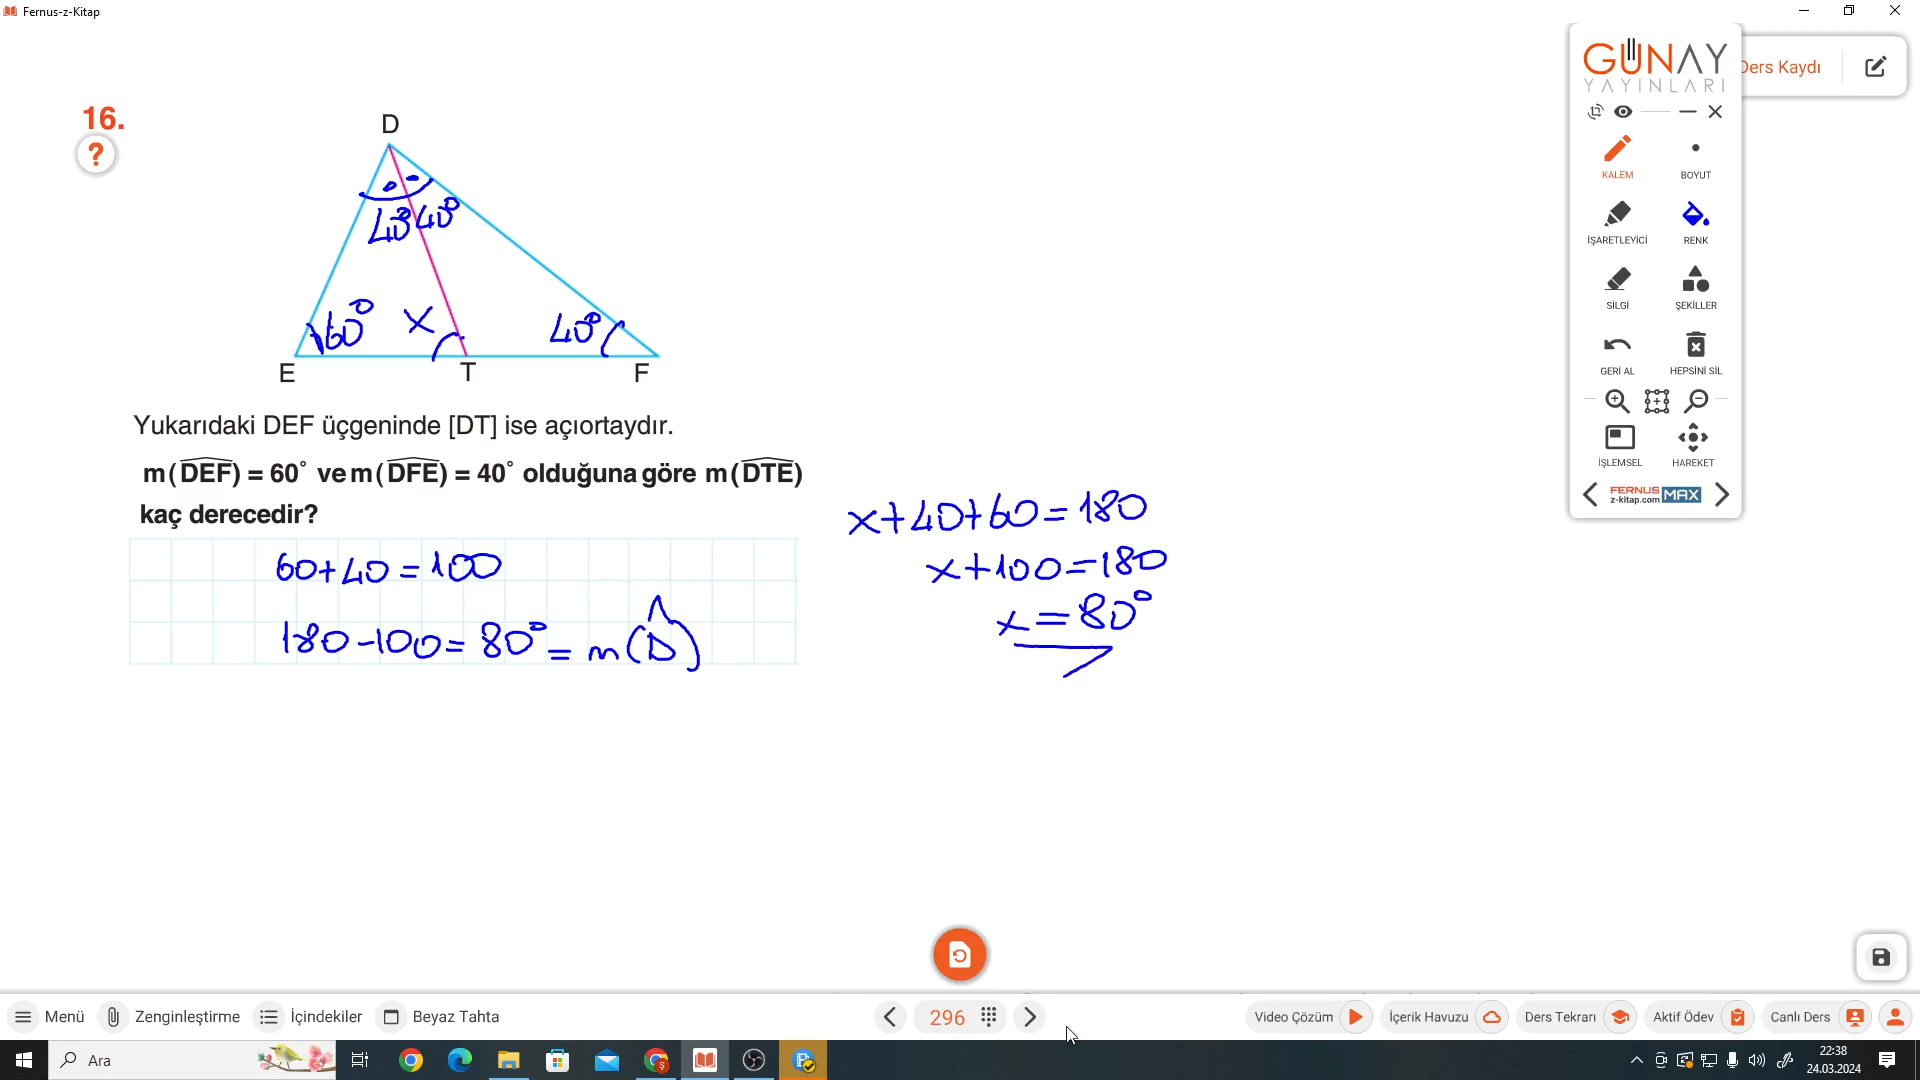 Fernus-z-Kitap
GÜNAY
YAYINLARI
Ders Kaydı
KALEM
BOYUT
İŞARETLEYİCİ
RENK
SİLGİ
ŞEKİLLER
GERİ AL
HEPSİNİ SİL
İŞLEMSEL
HAREKET
FERNUS
z-kitap.com
MAX
16.
?
D
40° 40°
60° x 40°
E T F
Yukarıdaki DEF üçgeninde [DT] ise açıortaydır.
m(DEF) = 60° ve m(DFE) = 40° olduğuna göre m(DTE)
kaç derecedir?
60+40=100
180-100=80°=m(D)
x+40+60=180
x+100=180
x=80°
Menü
Zenginleştirme
İçindekiler
Beyaz Tahta
296
Video Çözüm
İçerik Havuzu
Ders Tekrarı
Aktif Ödev
Canlı Ders
Ara
22:38
24.03.2024